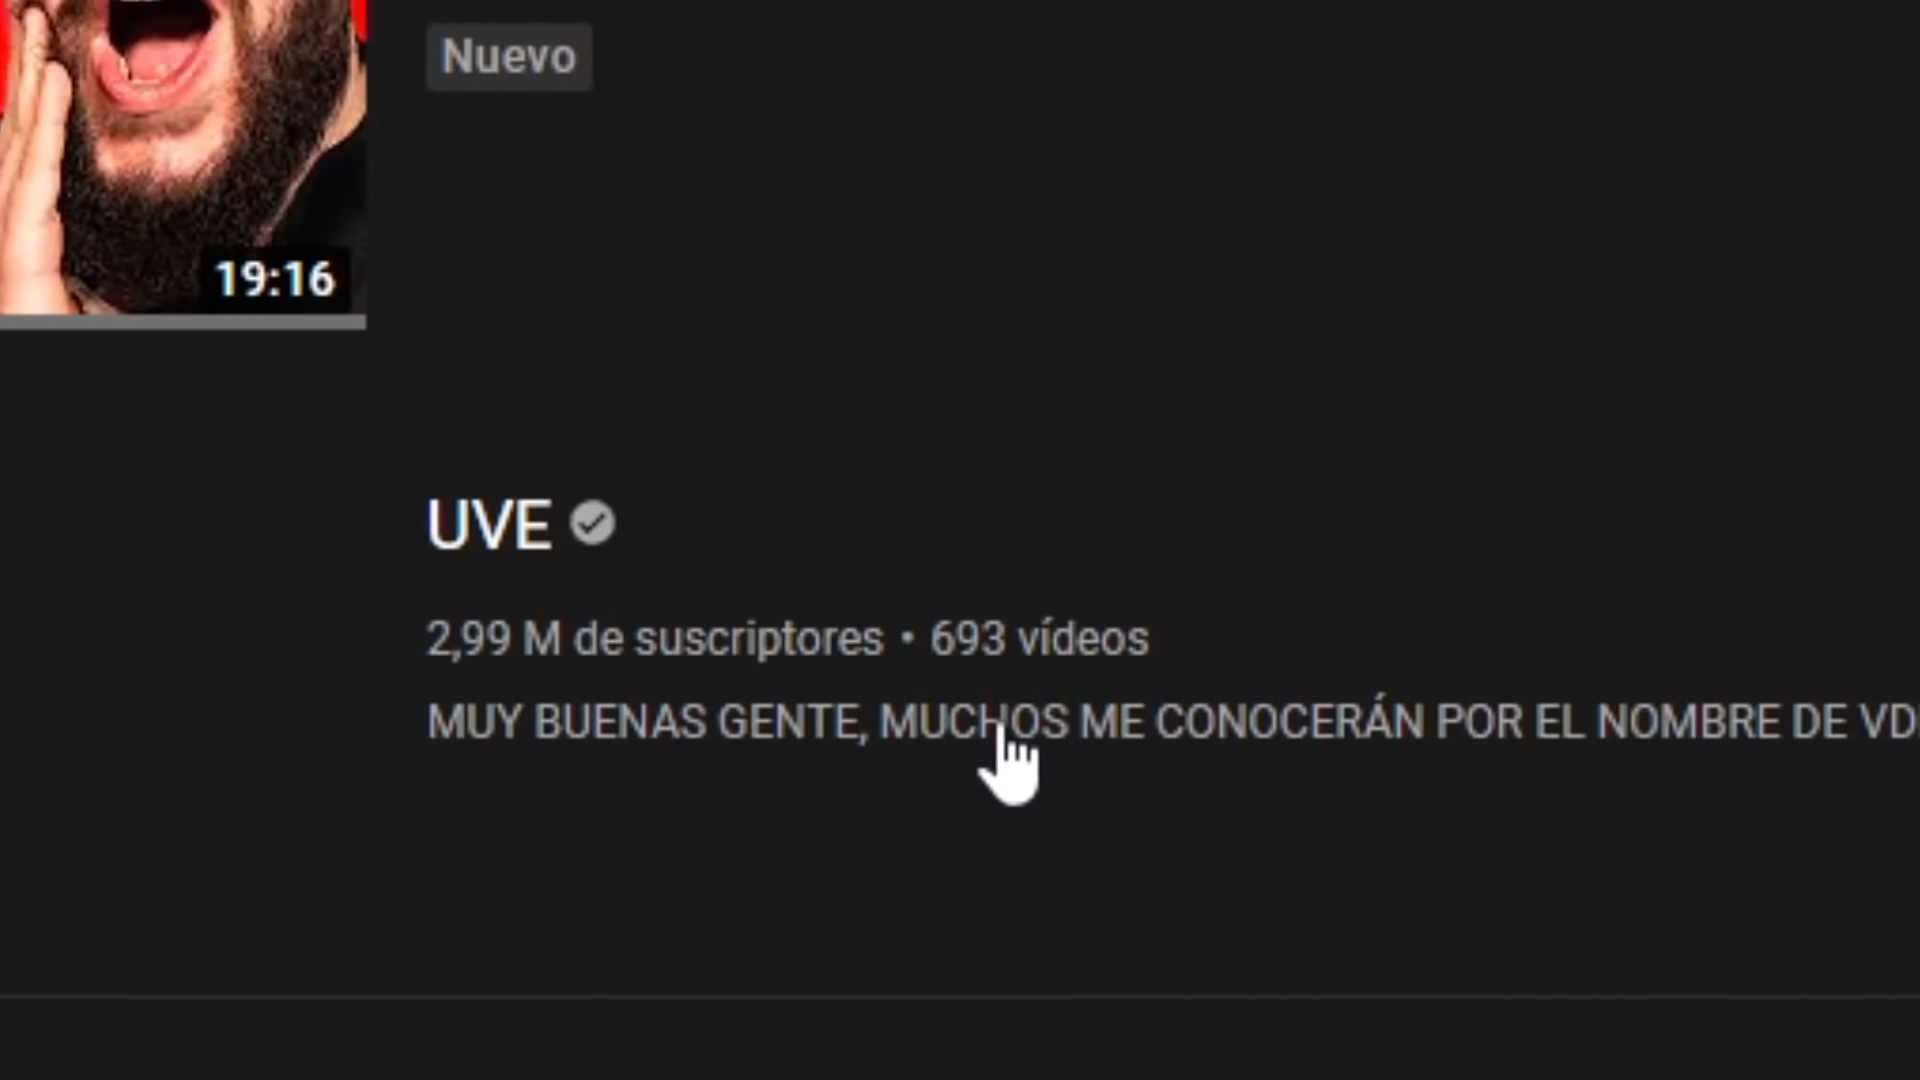 Nuevo
19:16
UVE
2,99 M de suscriptores • 693 vídeos
MUY BUENAS GENTE, MUCHOS ME CONOCERÁN POR EL NOMBRE DE